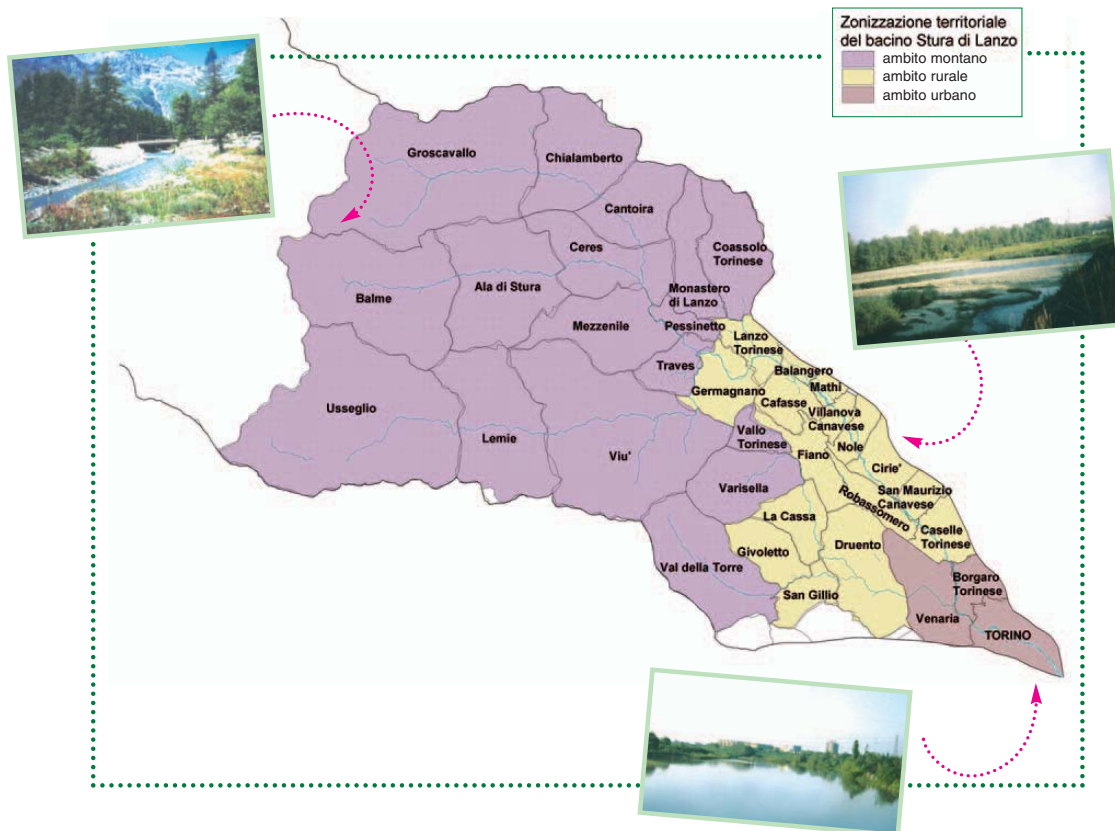 Zonizzazione territoriale
del bacino Stura di Lanzo
ambito montano
ambito rurale
ambito urbano
Groscavallo
Chialamberto
Cantoira
Ceres
Coassolo
Torinese
Balme
Ala di Stura
Monastero
di Lanzo
Mezzenile
Pessinetto
Lanzo
Torinese
Traves
Balangero
Mathi
Germagnano
Cafasse
Villanova
Canavese
Usseglio
Lemie
Viu'
Vallo
Torinese
Nole
Fiano
Cirie'
Varisella
San Maurizio
Canavese
Robassomero
La Cassa
Caselle
Torinese
Druento
Givoletto
Val della Torre
San Gillio
Borgaro
Torinese
Venaria
TORINO